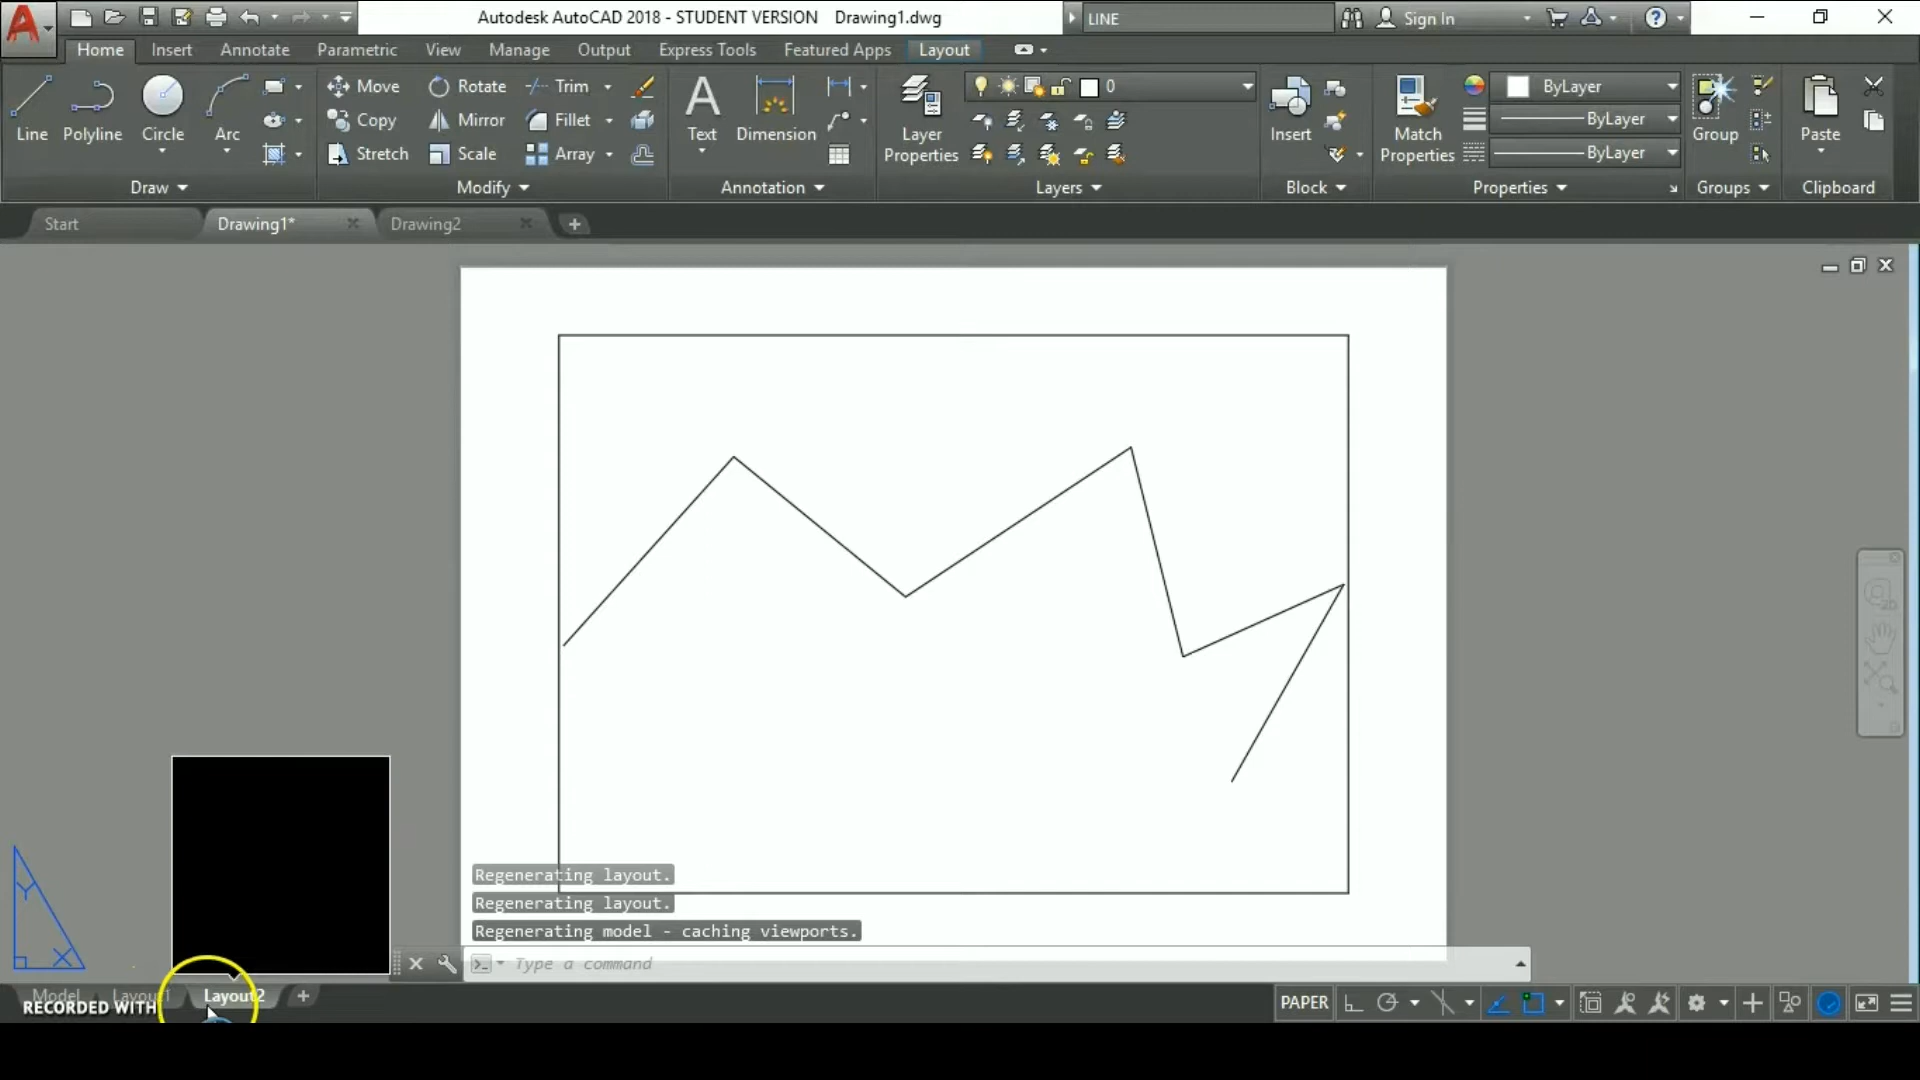 Autodesk AutoCAD 2018 - STUDENT VERSION Drawing1.dwg
LINE
Sign In
Home Insert Annotate Parametric View Manage Output Express Tools Featured Apps Layout
Line Polyline Circle Arc
Move Rotate Trim
Copy Mirror Fillet
Stretch Scale Array
Text Dimension
Layer Properties
0
Insert
Match Properties
ByLayer
ByLayer
ByLayer
Group
Paste
Draw Modify Annotation Layers Block Properties Groups Clipboard
Start Drawing1* Drawing2
Regenerating layout.
Regenerating layout.
Regenerating model - caching viewports.
Type a command
Y
X
Model Layout1 Layout2
RECORDED WITH
PAPER